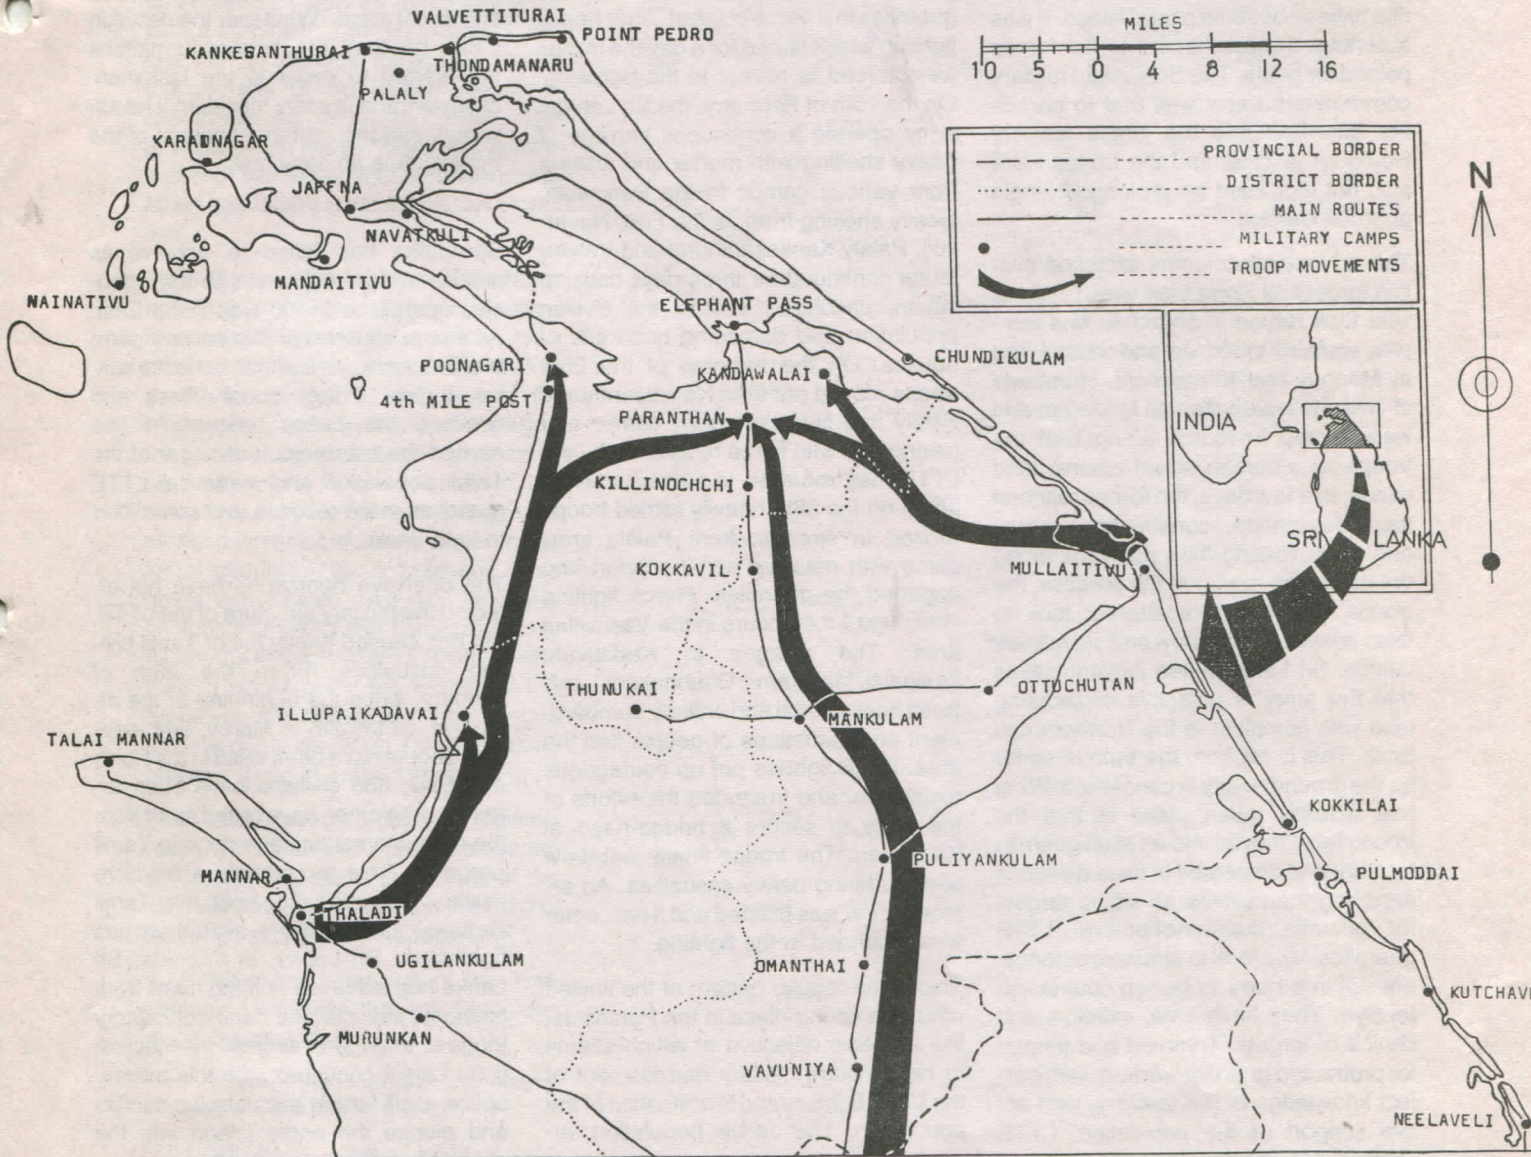 VALVETTITURAI
KANKESANTHURAI
POINT PEDRO
THONDAMANARU
PALALY
KARAINAGAR
JAFFNA
NAVATKULI
MANDAITIVU
NAINATIVU
MILES
10 5 0 4 8 12 16
PROVINCIAL BORDER
DISTRICT BORDER
MAIN ROUTES
MILITARY CAMPS
TROOP MOVEMENTS
N
INDIA
SRI LANKA
ELEPHANT PASS
CHUNDIKULAM
POONAGARI
KANDAWALAI
4th MILE POST
PARANTHAN
KILLINOCHCHI
KOKKAVIL
MULLAITIVU
THUNUKAI
OTTUCHUTAN
ILLUPAIKADAVAI
MANKULAM
TALAI MANNAR
KOKKILAI
PULIYANKULAM
PULMODDAI
MANNAR
THALADI
UGILANKULAM
OMANTHAI
KUTCHAVE
MURUNKAN
VAVUNIYA
NEELAVELI